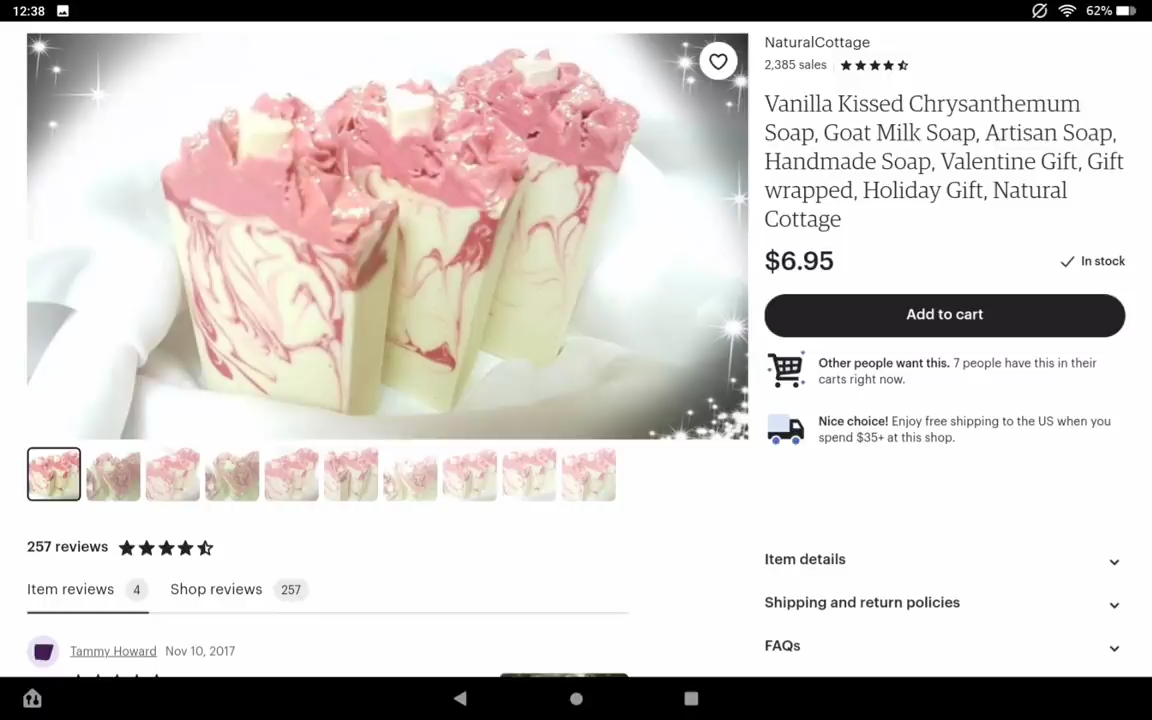 12:38
62%
NaturalCottage
2,385 sales
Vanilla Kissed Chrysanthemum
Soap, Goat Milk Soap, Artisan Soap,
Handmade Soap, Valentine Gift, Gift
wrapped, Holiday Gift, Natural
Cottage
$6.95
In stock
Add to cart
Other people want this. 7 people have this in their
carts right now.
Nice choice! Enjoy free shipping to the US when you
spend $35+ at this shop.
257 reviews
Item reviews 4
Shop reviews 257
Tammy Howard Nov 10, 2017
Item details
Shipping and return policies
FAQs